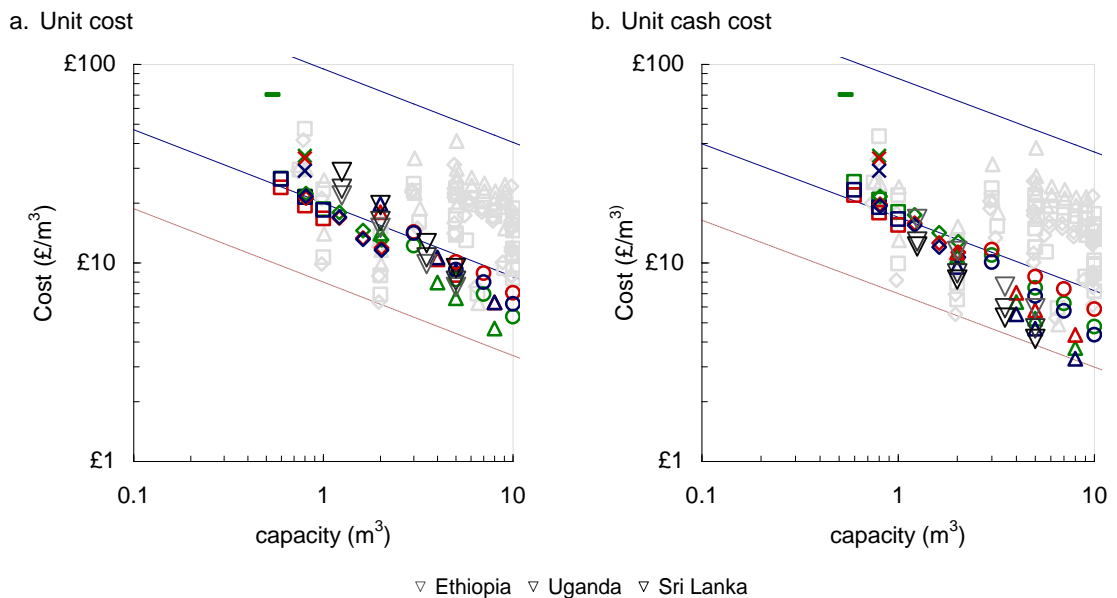 a. Unit cost
b. Unit cash cost
£100
£10
£1
Cost (£/m³)
0.1
1
10
capacity (m³)
£100
£10
£1
Cost (£/m³)
0.1
1
10
capacity (m³)
Ethiopia
Uganda
Sri Lanka